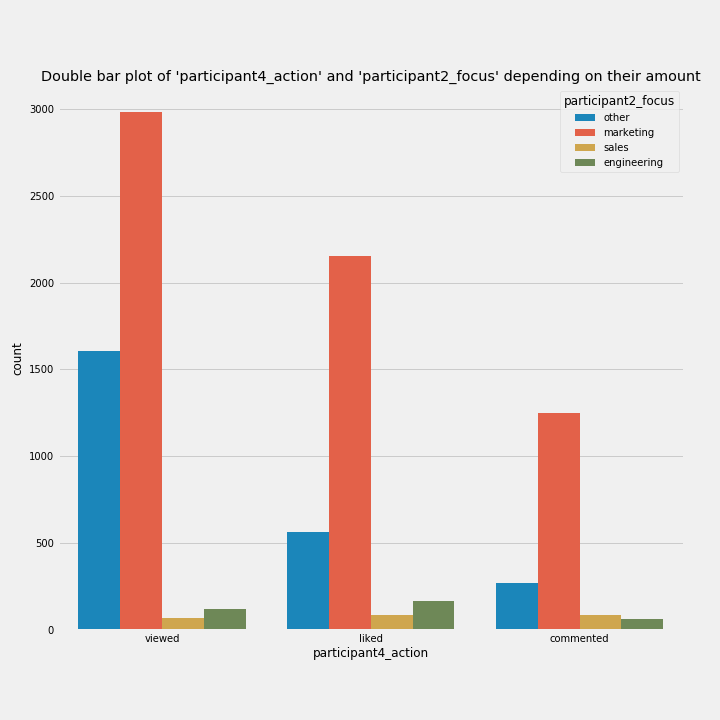 Double bar plot of 'participant4_action' and 'participant2_focus' depending on their amount
participant2_focus
other
marketing
sales
engineering
3000
2500
2000
1500
1000
500
0
count
viewed
liked
commented
participant4_action